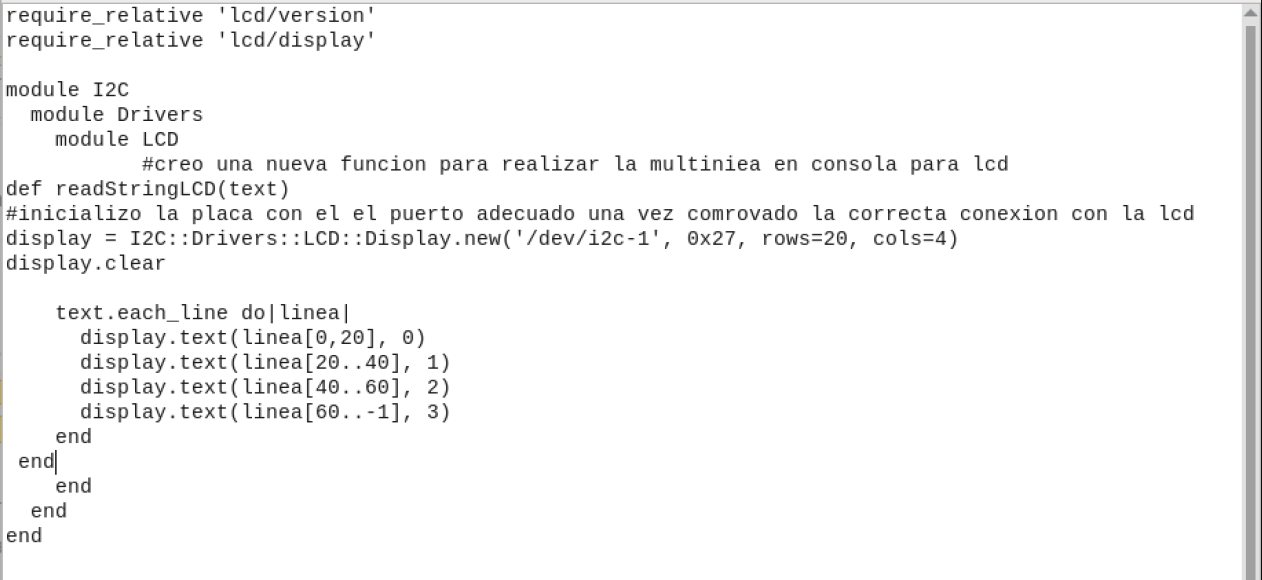 require_relative 'lcd/version'
require_relative 'lcd/display'

module I2C
  module Drivers
    module LCD
           #creo una nueva funcion para realizar la multiniea en consola para lcd
def readStringLCD(text)
#inicializo la placa con el el puerto adecuado una vez comrovado la correcta conexion con la lcd
display = I2C::Drivers::LCD::Display.new('/dev/i2c-1', 0x27, rows=20, cols=4)
display.clear

    text.each_line do|linea|
      display.text(linea[0,20], 0)
      display.text(linea[20..40], 1)
      display.text(linea[40..60], 2)
      display.text(linea[60..-1], 3)
    end
 end
    end
  end
end